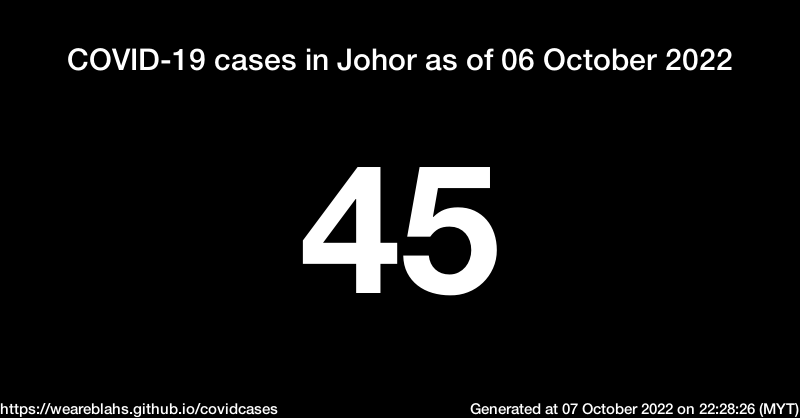 COVID-19 cases in Johor as of 06 October 2022
45
https://weareblahs.github.io/covidcases
Generated at 07 October 2022 on 22:28:26 (MYT)